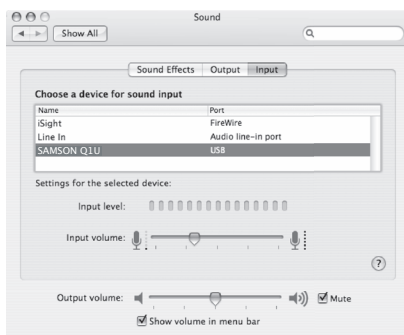 Sound
Show All
Sound Effects Output Input
Choose a device for sound input
Name Port
iSight FireWire
Line In Audio line-in port
SAMSON Q1U USB
Settings for the selected device:
Input level:
Input volume:
?
Output volume: Mute
Show volume in menu bar